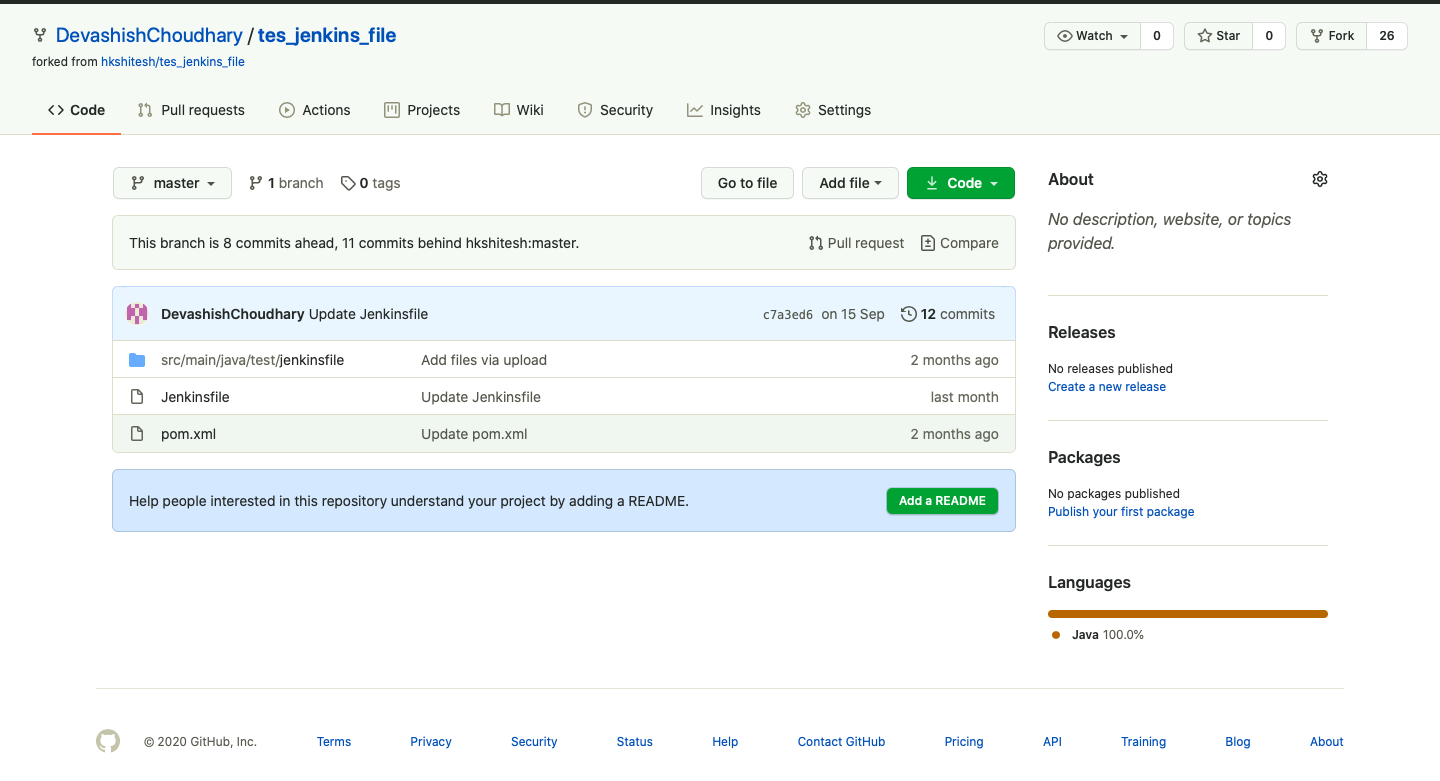 DevashishChoudhary / tes_jenkins_file
Watch 0 Star 0 Fork 26
forked from hkshitesh/tes_jenkins_file
Code Pull requests Actions Projects Wiki Security Insights Settings
master 1 branch 0 tags Go to file Add file Code
This branch is 8 commits ahead, 11 commits behind hkshitesh:master. Pull request Compare
DevashishChoudhary Update Jenkinsfile c7a3ed6 on 15 Sep 12 commits
src/main/java/test/jenkinsfile Add files via upload 2 months ago
Jenkinsfile Update Jenkinsfile last month
pom.xml Update pom.xml 2 months ago
Help people interested in this repository understand your project by adding a README. Add a README
About
No description, website, or topics
provided.
Releases
No releases published
Create a new release
Packages
No packages published
Publish your first package
Languages
Java 100.0%
© 2020 GitHub, Inc. Terms Privacy Security Status Help Contact GitHub Pricing API Training Blog About